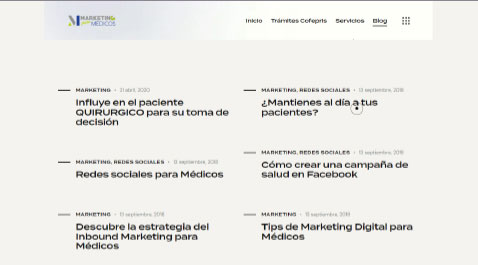 MARKETING
MÉDICOS
Inicio Trámites Cofepris Servicios Blog
MARKETING • 21 abril, 2020
Influye en el paciente
QUIRURGICO para su toma de
decisión
MARKETING, REDES SOCIALES • 13 septiembre, 2018
¿Mantienes al día a tus
pacientes?
MARKETING, REDES SOCIALES • 13 septiembre, 2018
Redes sociales para Médicos
MARKETING, REDES SOCIALES • 13 septiembre, 2018
Cómo crear una campaña de
salud en Facebook
MARKETING • 13 septiembre, 2018
Descubre la estrategia del
Inbound Marketing para
Médicos
MARKETING • 13 septiembre, 2018
Tips de Marketing Digital para
Médicos